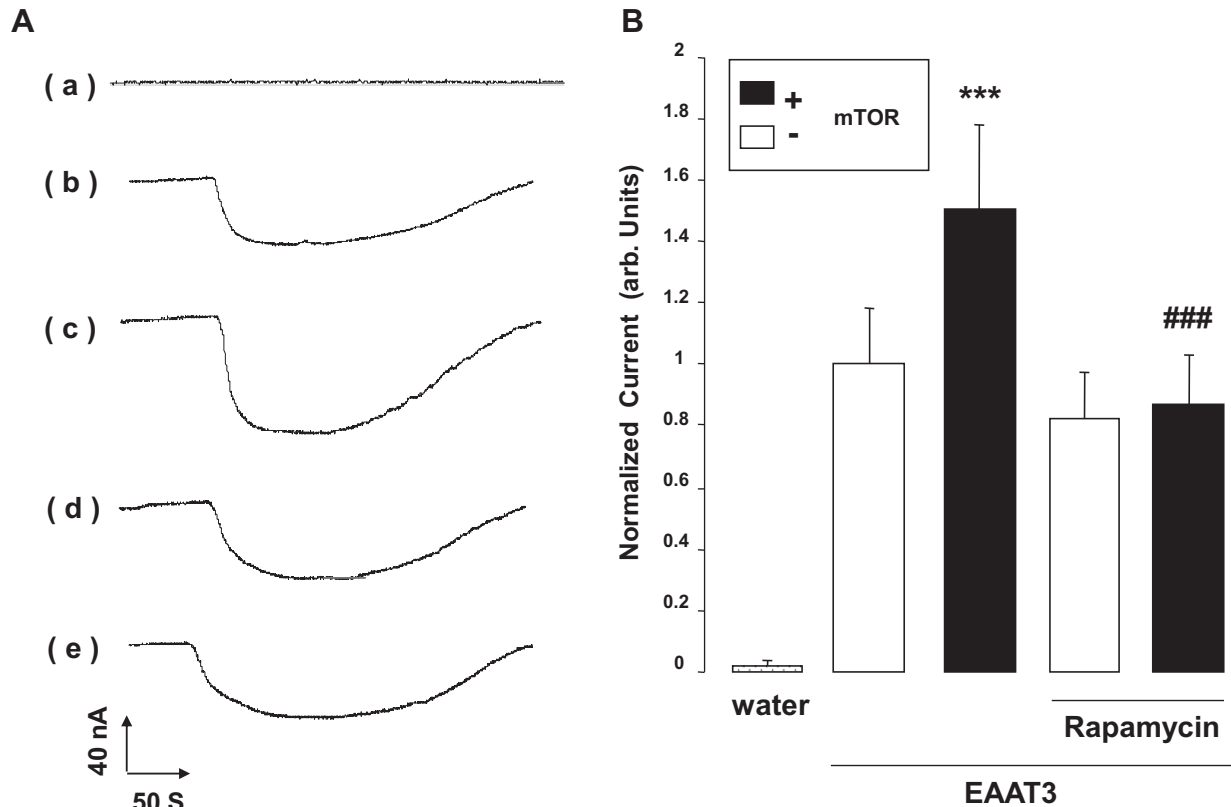 A
( a )
( b )
( c )
( d )
( e )
40 nA
50 S
B
Normalized Current (arb. Units)
2
1.8
1.6
1.4
1.2
1
0.8
0.6
0.4
0.2
0
+
-
mTOR
***
###
water
Rapamycin
EAAT3